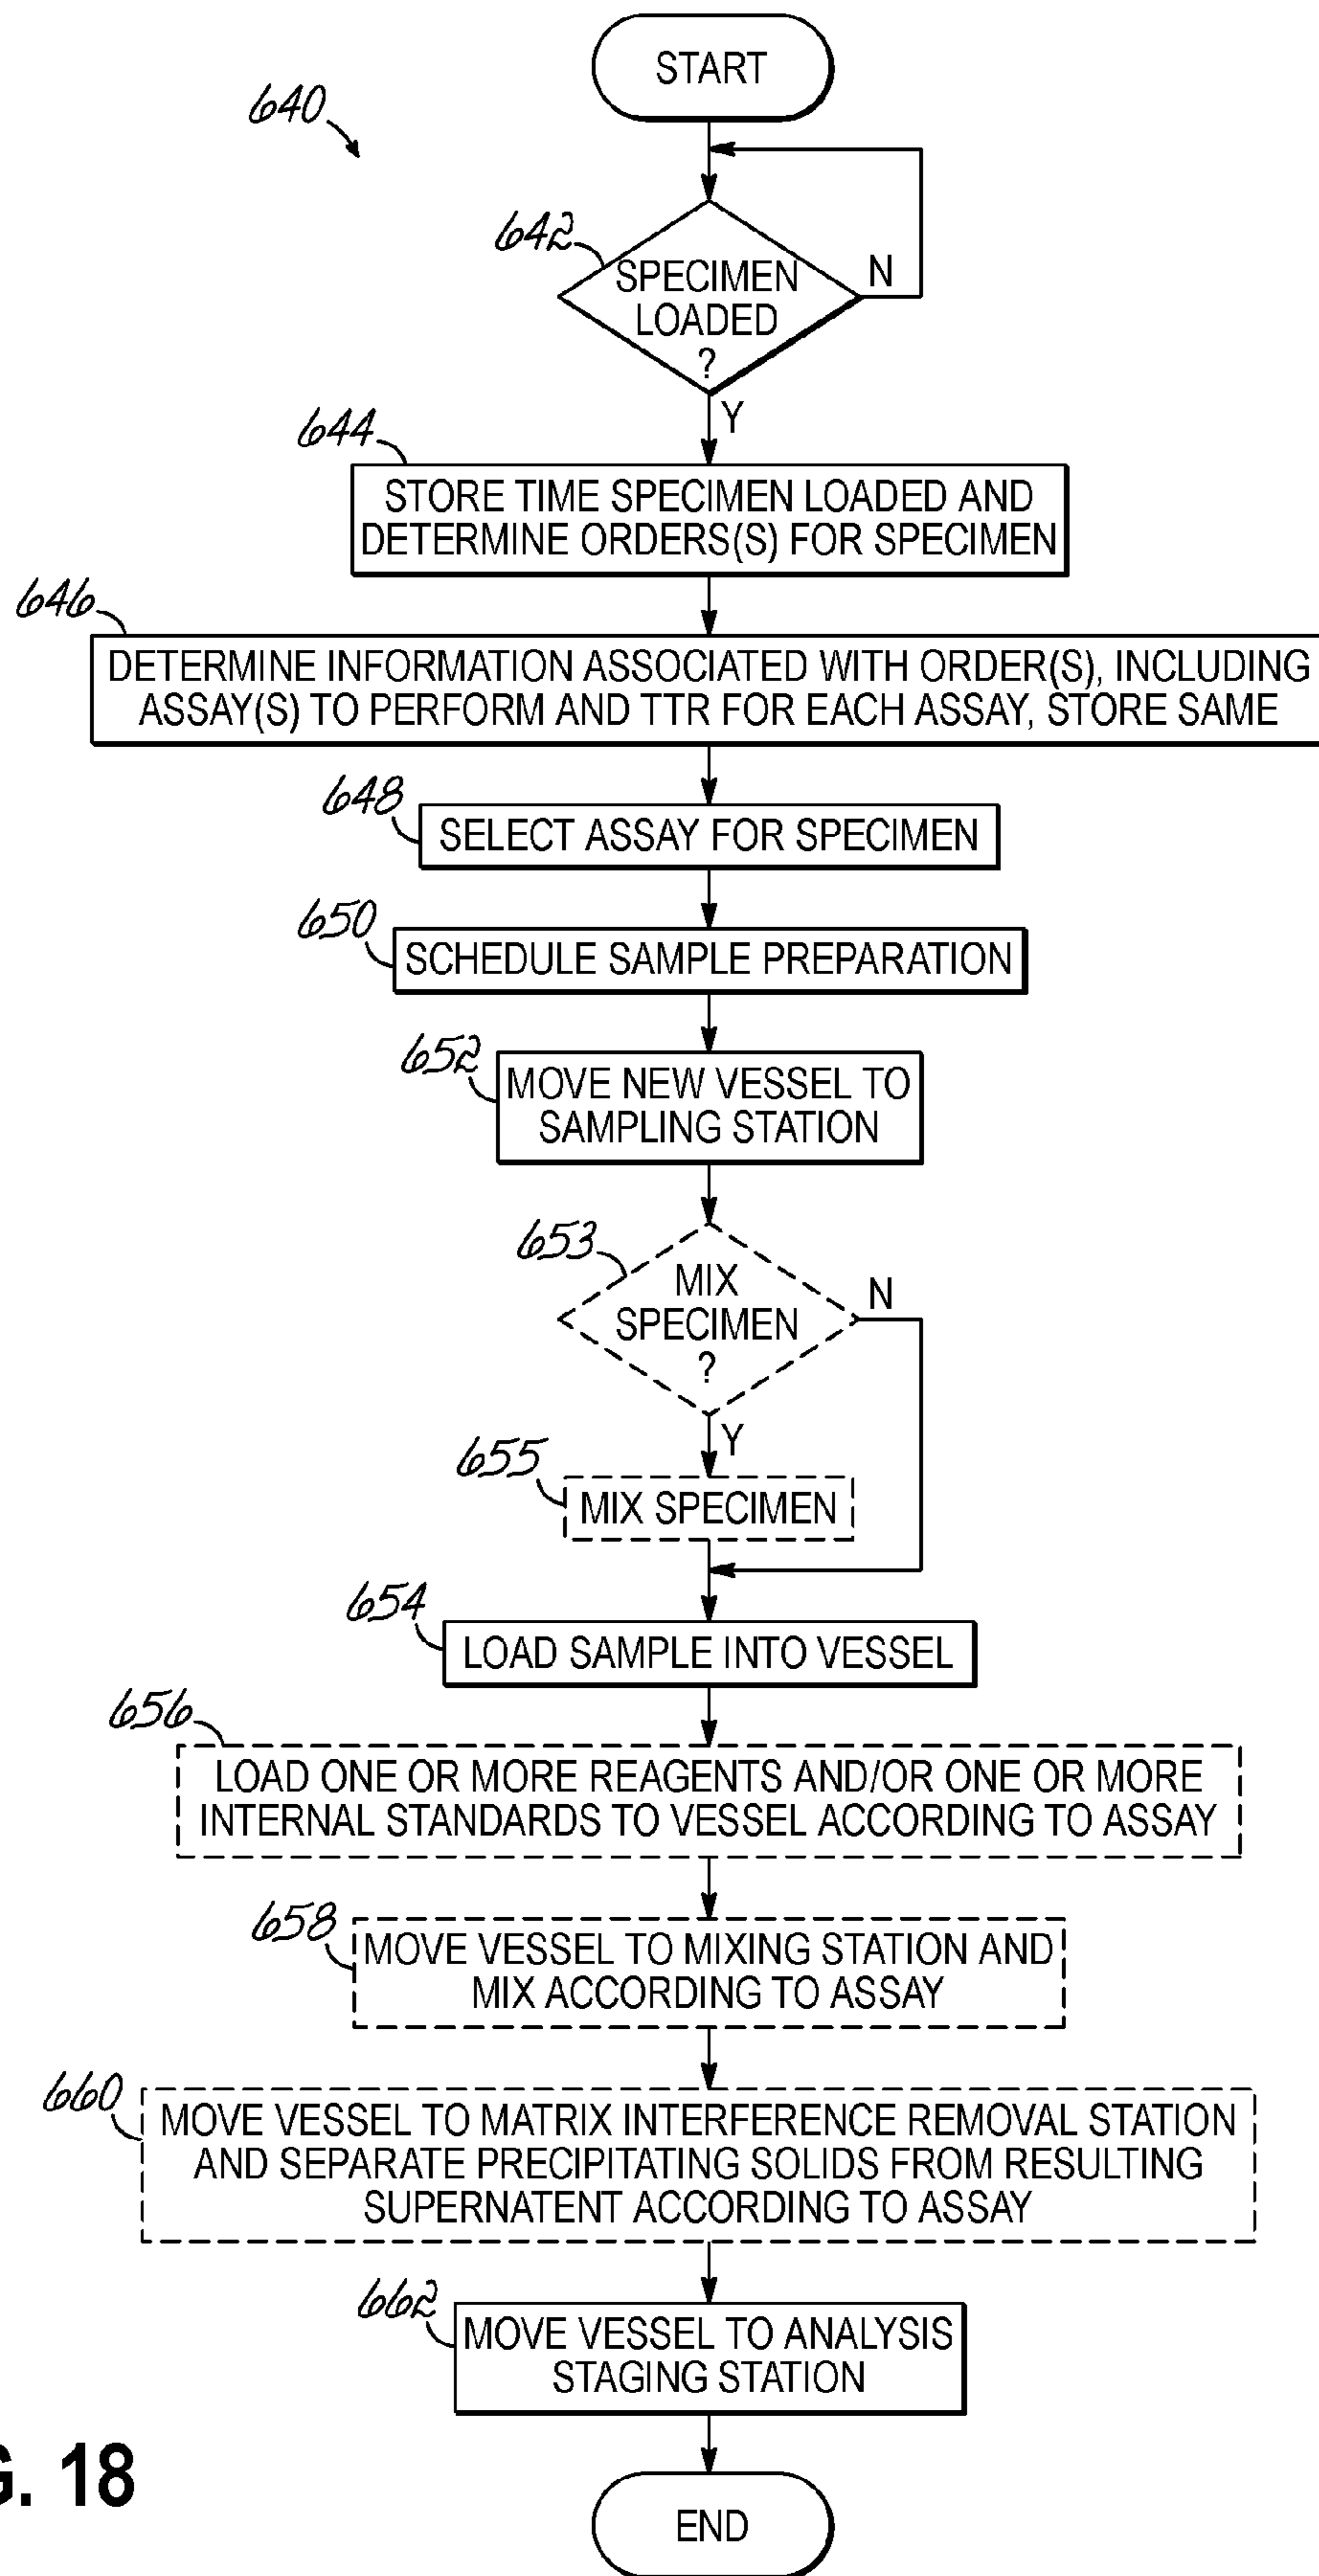 START
640
642
SPECIMEN
LOADED
?
N
Y
644
STORE TIME SPECIMEN LOADED AND
DETERMINE ORDERS(S) FOR SPECIMEN
646
DETERMINE INFORMATION ASSOCIATED WITH ORDER(S), INCLUDING
ASSAY(S) TO PERFORM AND TTR FOR EACH ASSAY, STORE SAME
648
SELECT ASSAY FOR SPECIMEN
650
SCHEDULE SAMPLE PREPARATION
652
MOVE NEW VESSEL TO
SAMPLING STATION
653
MIX
SPECIMEN
?
N
Y
655
MIX SPECIMEN
654
LOAD SAMPLE INTO VESSEL
656
LOAD ONE OR MORE REAGENTS AND/OR ONE OR MORE
INTERNAL STANDARDS TO VESSEL ACCORDING TO ASSAY
658
MOVE VESSEL TO MIXING STATION AND
MIX ACCORDING TO ASSAY
660
MOVE VESSEL TO MATRIX INTERFERENCE REMOVAL STATION
AND SEPARATE PRECIPITATING SOLIDS FROM RESULTING
SUPERNATENT ACCORDING TO ASSAY
662
MOVE VESSEL TO ANALYSIS
STAGING STATION
END
G. 18